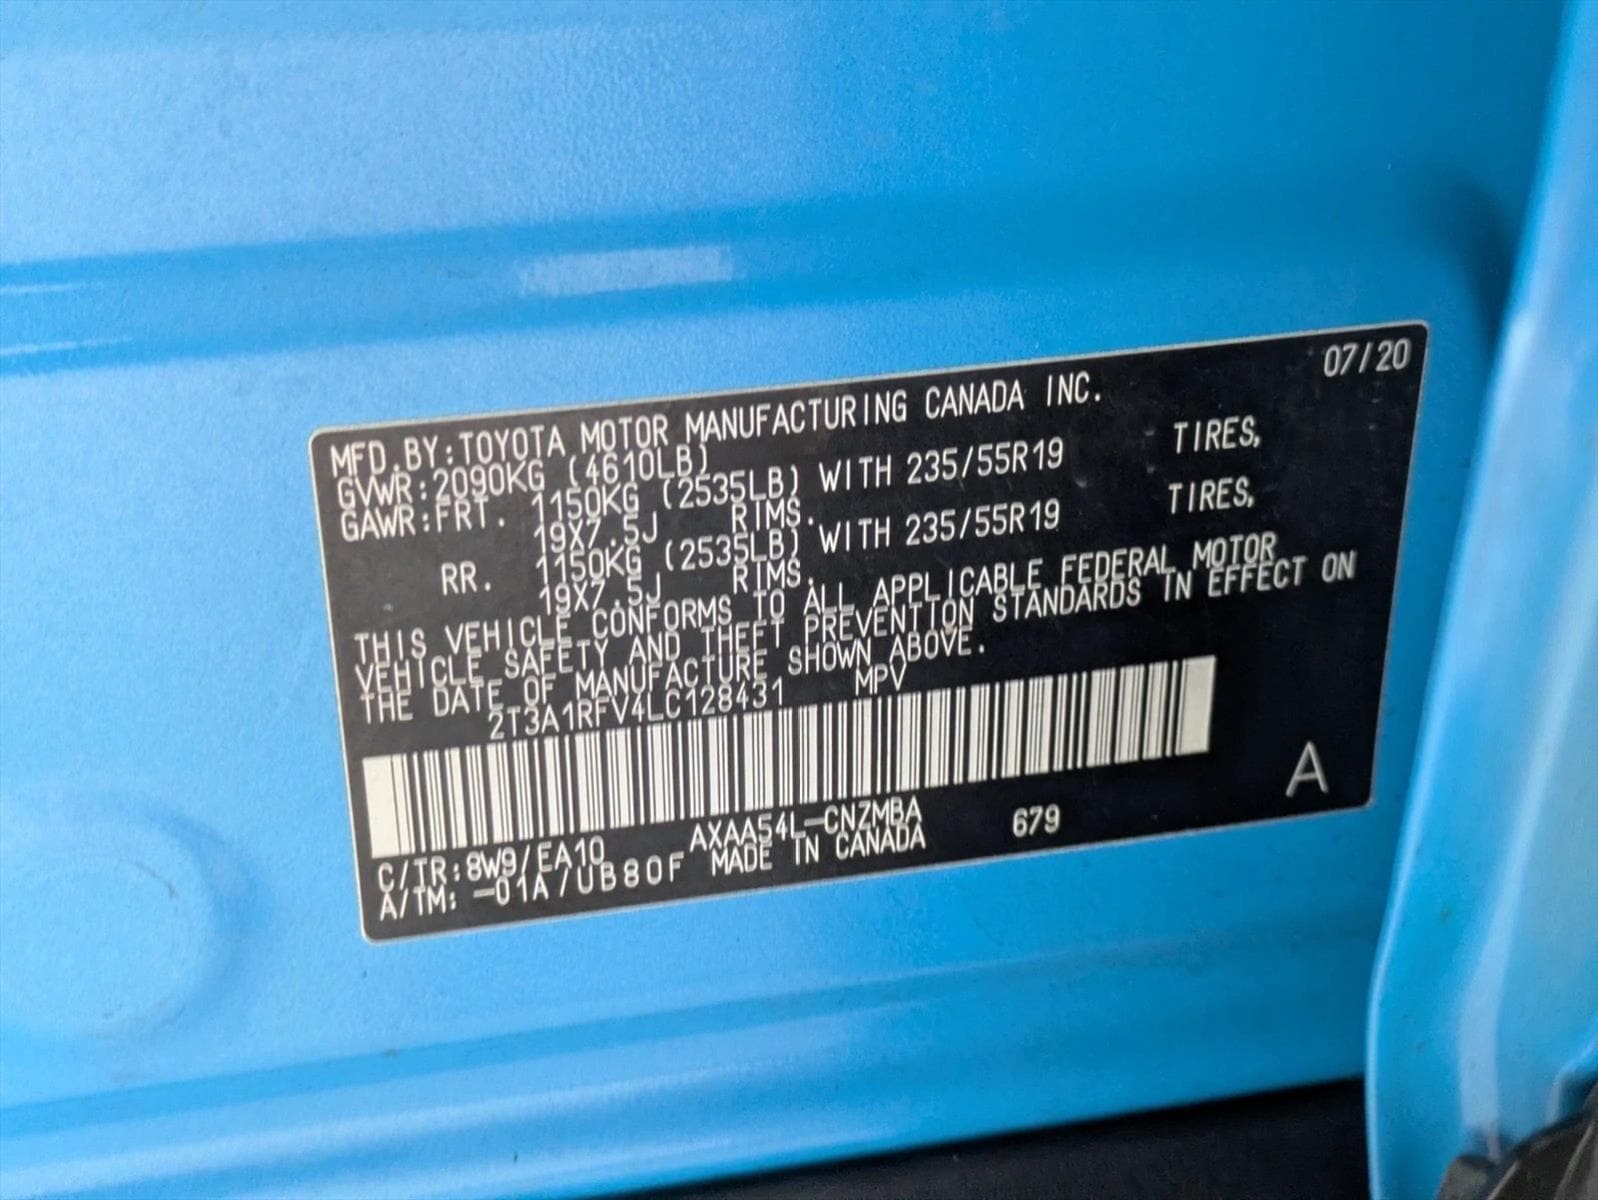 07/20
MFD.BY:TOYOTA MOTOR MANUFACTURING CANADA INC.
GVWR:2090KG (4610LB)
GAWR:FRT. 1150KG (2535LB) WITH 235/55R19 TIRES,
19X7.5J RIMS.
RR. 1150KG (2535LB) WITH 235/55R19 TIRES,
19X7.5J RIMS.
THIS VEHICLE CONFORMS TO ALL APPLICABLE FEDERAL MOTOR
VEHICLE SAFETY AND THEFT PREVENTION STANDARDS IN EFFECT ON
THE DATE OF MANUFACTURE SHOWN ABOVE.
2T3A1RFV4LC128431 MPV
A
C/TR:8W9/EA10 AXAA54L-CNZMBA 679
A/TM: -01A/UB80F MADE IN CANADA